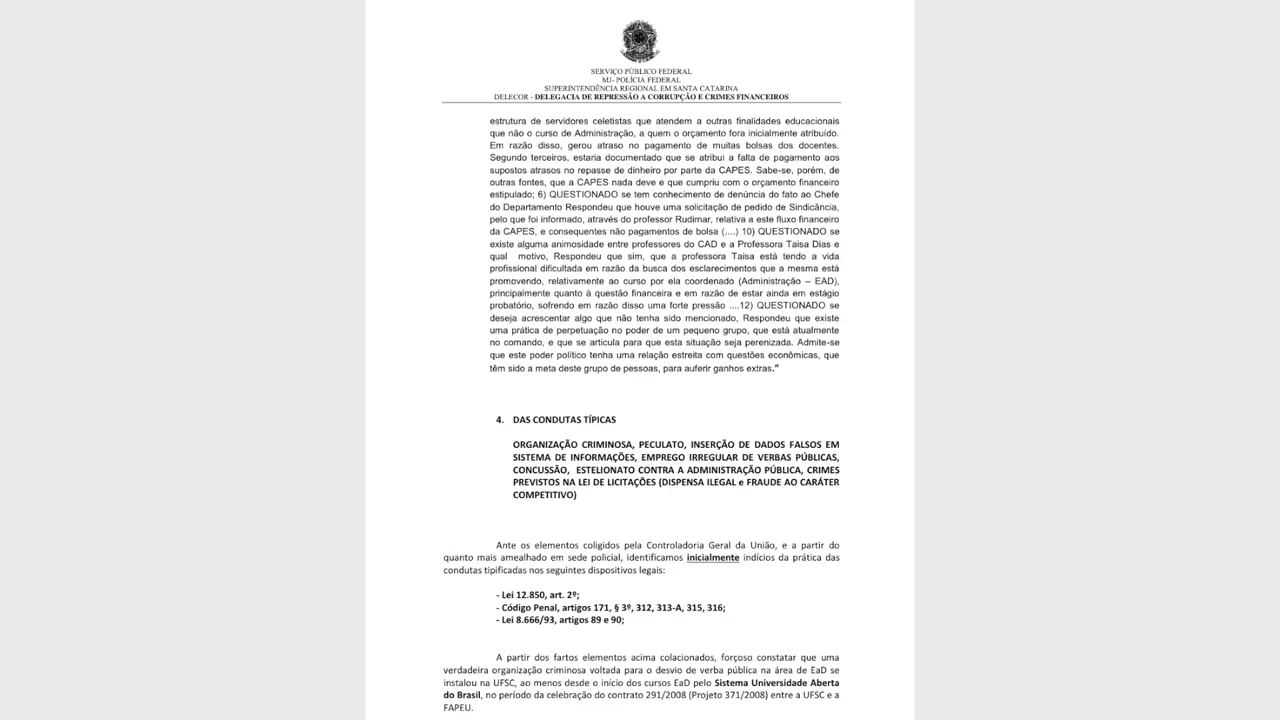 SERVIÇO PÚBLICO FEDERAL
MJ- POLÍCIA FEDERAL
SUPERINTENDÊNCIA REGIONAL EM SANTA CATARINA
DELECOR - DELEGACIA DE REPRESSÃO A CORRUPÇÃO E CRIMES FINANCEIROS
estrutura de servidores celetistas que atendem a outras finalidades educacionais
que não o curso de Administração, a quem o orçamento fora inicialmente atribuído.
Em razão disso, gerou atraso no pagamento de muitas bolsas dos docentes.
Segundo terceiros, estaria documentado que se atribui a falta de pagamento aos
supostos atrasos no repasse de dinheiro por parte da CAPES. Sabe-se, porém, de
outras fontes, que a CAPES nada deve e que cumpriu com o orçamento financeiro
estipulado; 6) QUESTIONADO se tem conhecimento de denúncia do fato ao Chefe
do Departamento Respondeu que houve uma solicitação de pedido de Sindicância,
pelo que foi informado, através do professor Rudimar, relativa a este fluxo financeiro
da CAPES, e consequentes não pagamentos de bolsa (....) 10) QUESTIONADO se
existe alguma animosidade entre professores do CAD e a Professora Taisa Dias e
qual motivo, Respondeu que sim, que a professora Taisa está tendo a vida
profissional dificultada em razão da busca dos esclarecimentos que a mesma está
promovendo, relativamente ao curso por ela coordenado (Administração – EAD),
principalmente quanto à questão financeira e em razão de estar ainda em estágio
probatório, sofrendo em razão disso uma forte pressão ....12) QUESTIONADO se
deseja acrescentar algo que não tenha sido mencionado, Respondeu que existe
uma prática de perpetuação no poder de um pequeno grupo, que está atualmente
no comando, e que se articula para que esta situação seja perenizada. Admite-se
que este poder político tenha uma relação estreita com questões econômicas, que
têm sido a meta deste grupo de pessoas, para auferir ganhos extras.”
4. DAS CONDUTAS TÍPICAS
ORGANIZAÇÃO CRIMINOSA, PECULATO, INSERÇÃO DE DADOS FALSOS EM
SISTEMA DE INFORMAÇÕES, EMPREGO IRREGULAR DE VERBAS PÚBLICAS,
CONCUSSÃO, ESTELIONATO CONTRA A ADMINISTRAÇÃO PÚBLICA, CRIMES
PREVISTOS NA LEI DE LICITAÇÕES (DISPENSA ILEGAL e FRAUDE AO CARÁTER
COMPETITIVO)
Ante os elementos coligidos pela Controladoria Geral da União, e a partir do
quanto mais amealhado em sede policial, identificamos inicialmente indícios da prática das
condutas tipificadas nos seguintes dispositivos legais:
- Lei 12.850, art. 2º;
- Código Penal, artigos 171, § 3º, 312, 313-A, 315, 316;
- Lei 8.666/93, artigos 89 e 90;
A partir dos fartos elementos acima colacionados, forçoso constatar que uma
verdadeira organização criminosa voltada para o desvio de verba pública na área de EaD se
instalou na UFSC, ao menos desde o início dos cursos EaD pelo Sistema Universidade Aberta
do Brasil, no período da celebração do contrato 291/2008 (Projeto 371/2008) entre a UFSC e a
FAPEU.